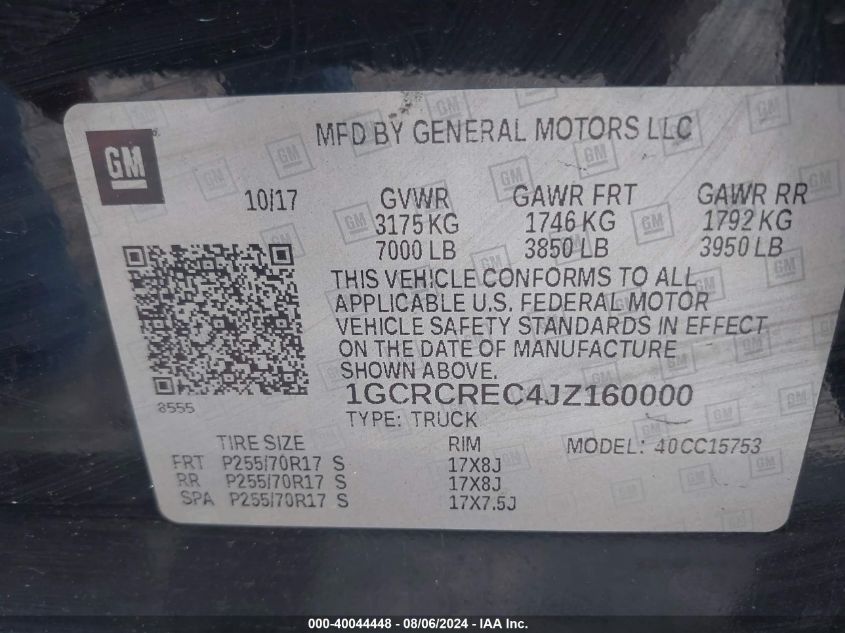 MFD BY GENERAL MOTORS LLC
GM
10/17
GVWR GAWR FRT GAWR RR
3175 KG 1746 KG 1792 KG
7000 LB 3850 LB 3950 LB
THIS VEHICLE CONFORMS TO ALL
APPLICABLE U.S. FEDERAL MOTOR
VEHICLE SAFETY STANDARDS IN EFFECT
ON THE DATE OF MANUFACTURE
SHOWN ABOVE.
8555
1GCRCREC4JZ160000
TYPE: TRUCK
TIRE SIZE RIM MODEL: 40CC15753
FRT P255/70R17 S 17X8J
RR P255/70R17 S 17X8J
SPA P255/70R17 S 17X7.5J
000-40044448 - 08/06/2024 - IAA Inc.